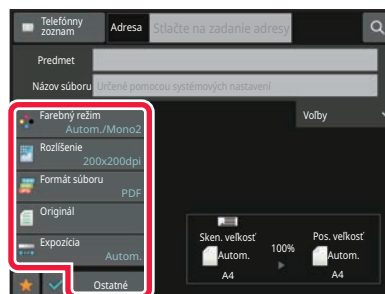 Telefónny
zoznam
Adresa
Stlačte na zadanie adresy
Predmet
Názov súboru
Určené pomocou systémových nastavení
Farebný režim
Autom./Mono2
Voľby
Rozlíšenie
200x200dpi
Formát súboru
PDF
Originál
Expozícia
Autom.
Sken. veľkosť
100%
Pos. veľkosť
Autom.
Autom.
A4
A4
Ostatné